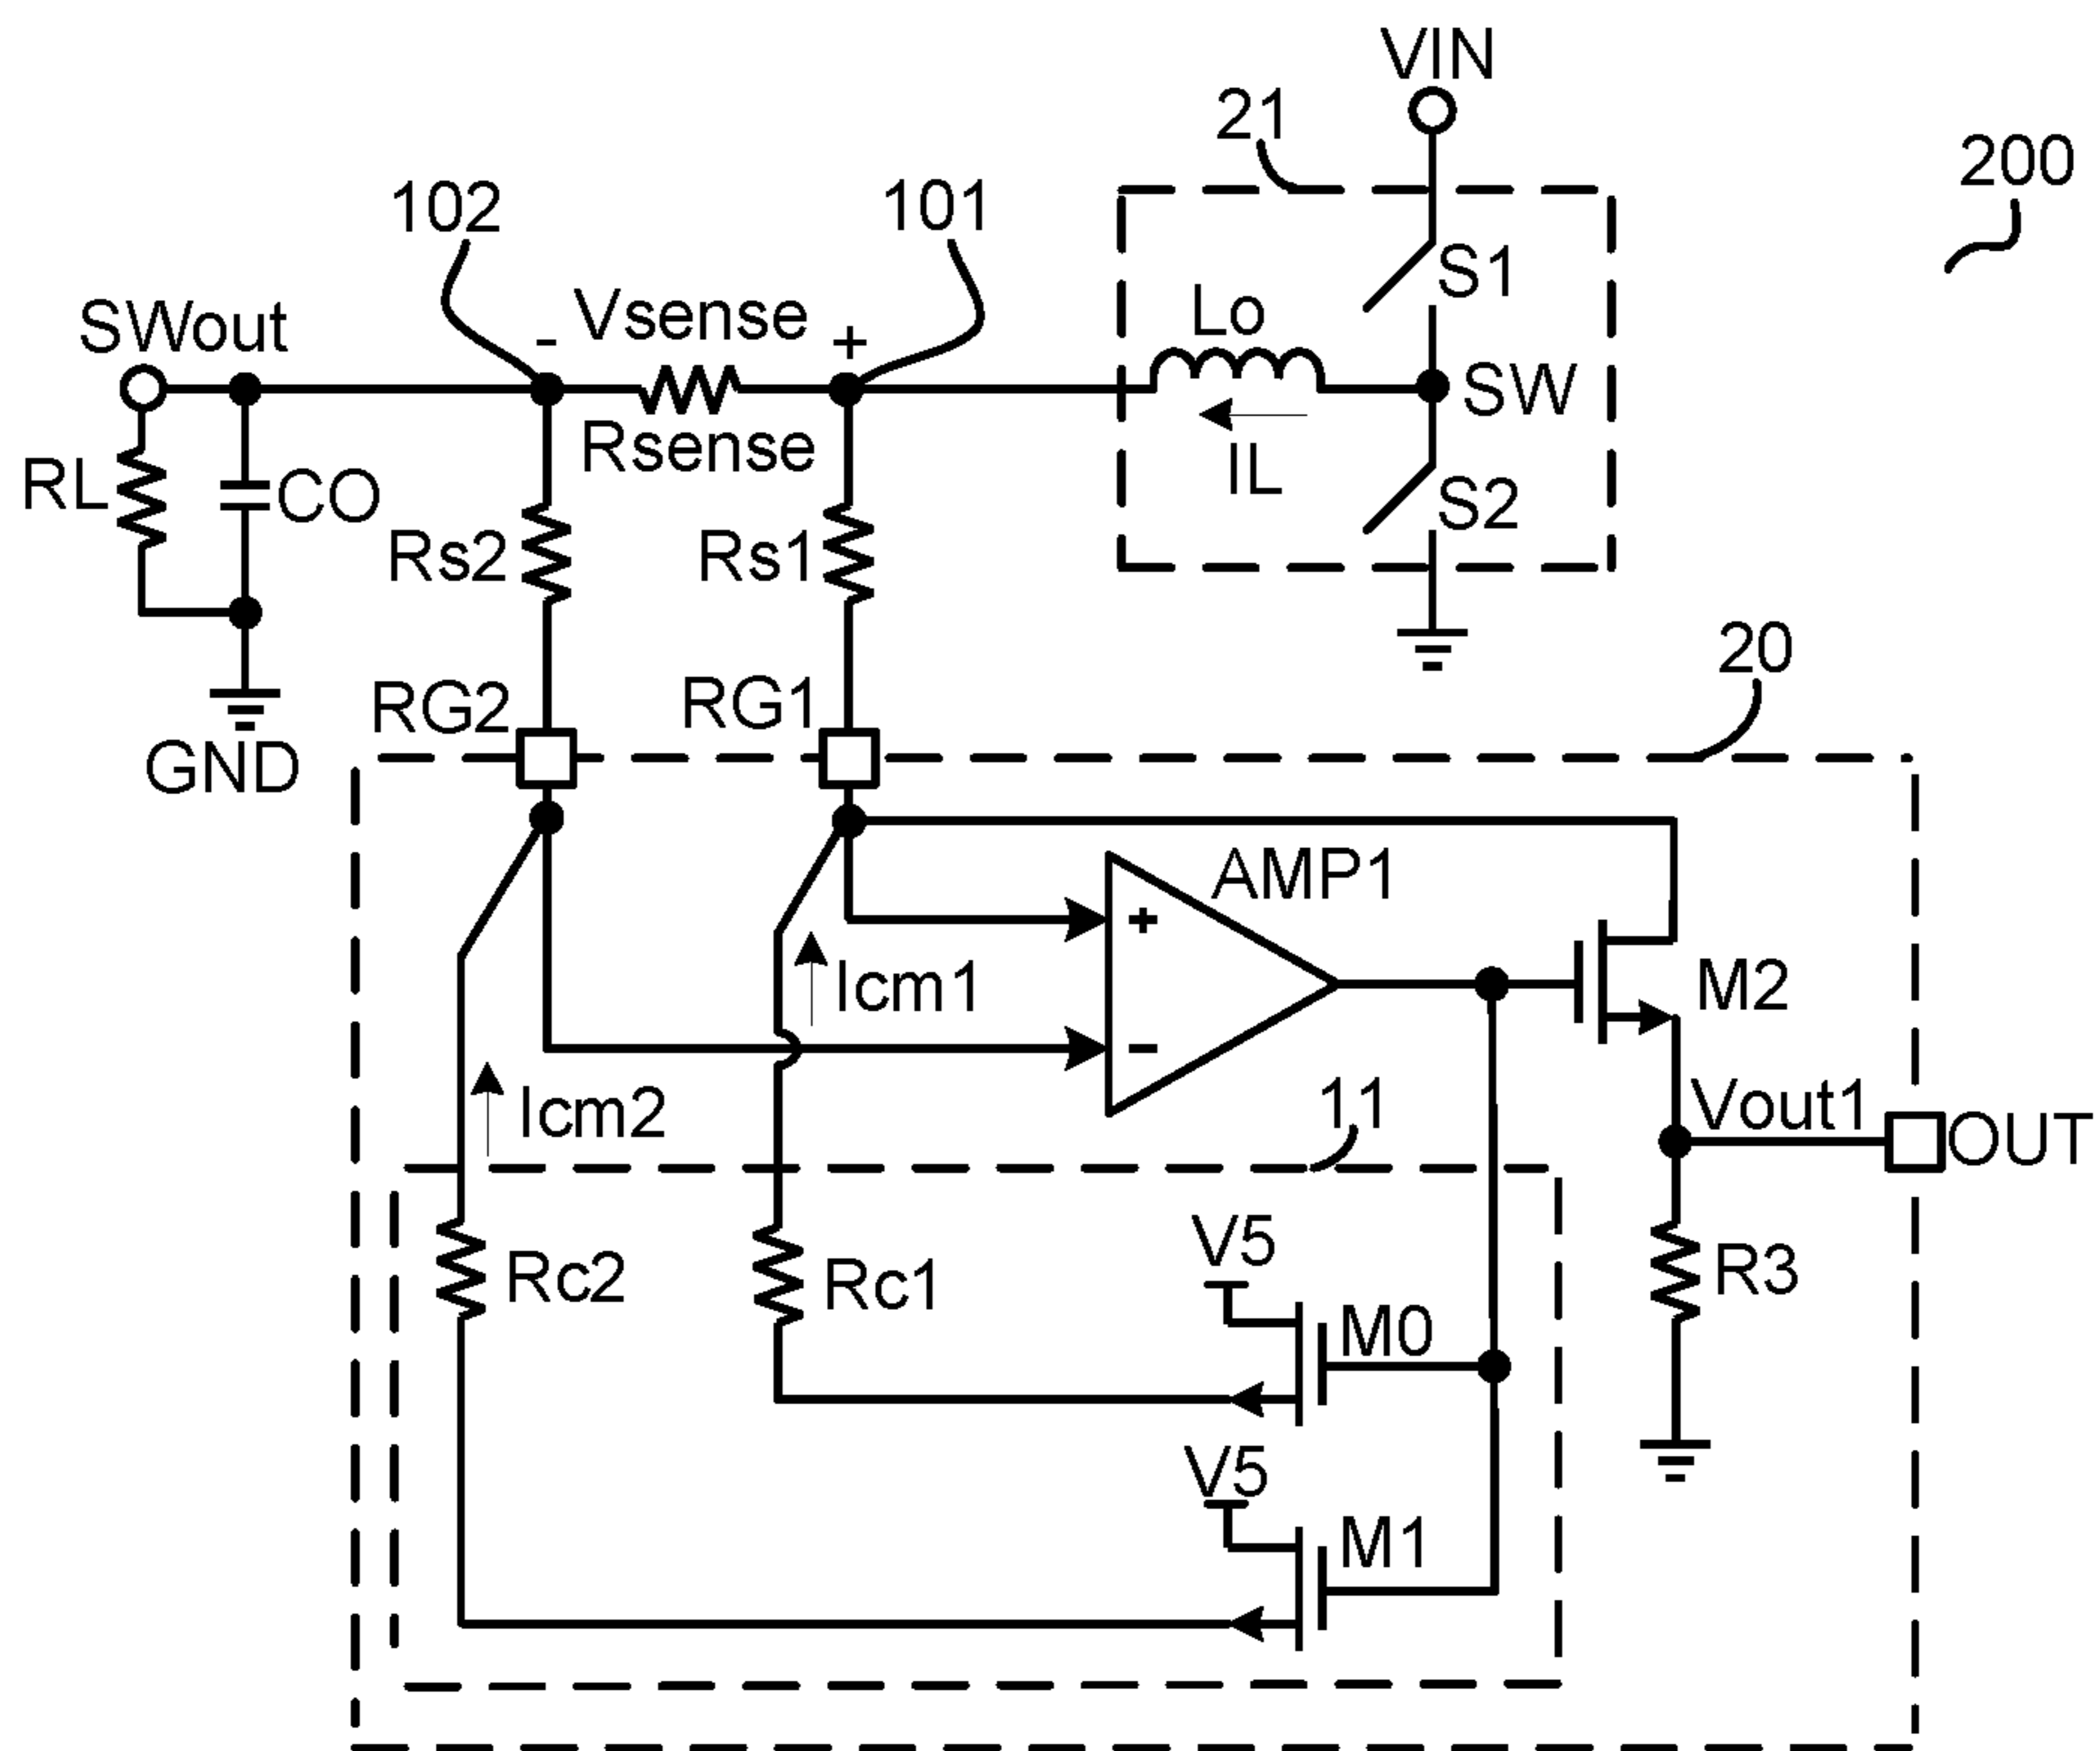 VIN
21
200
102
101
S1
SWout
-
Vsense
+
Lo
SW
Rsense
IL
RL
CO
S2
Rs2
Rs1
20
RG2
RG1
GND
AMP1
+
Icm1
M2
-
11
Vout1
Icm2
OUT
V5
Rc2
Rc1
R3
M0
V5
M1